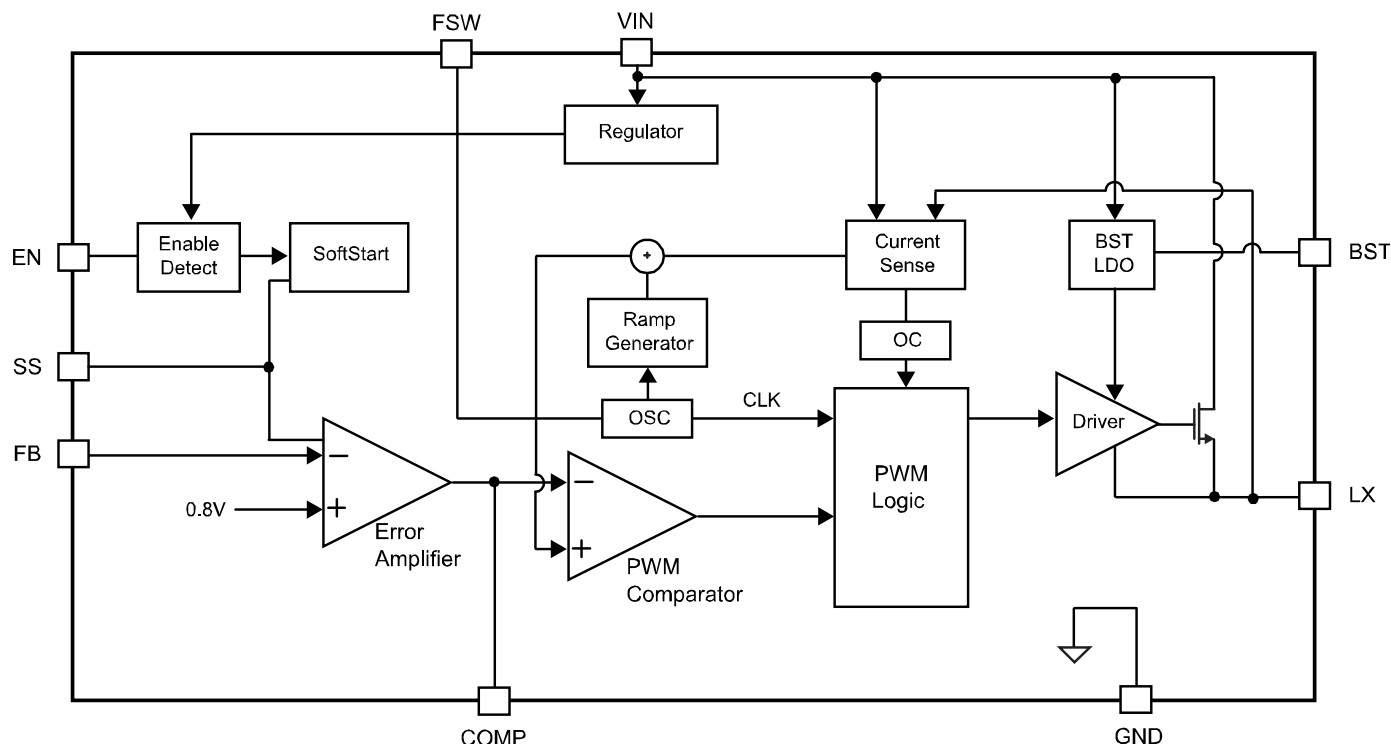 FSW
VIN
Regulator
EN
Enable
Detect
SoftStart
+
Current
Sense
BST
LDO
BST
Ramp
Generator
OC
SS
OSC
CLK
Driver
FB
−
0.8V
+
Error
Amplifier
−
+
PWM
Comparator
PWM
Logic
LX
COMP
GND